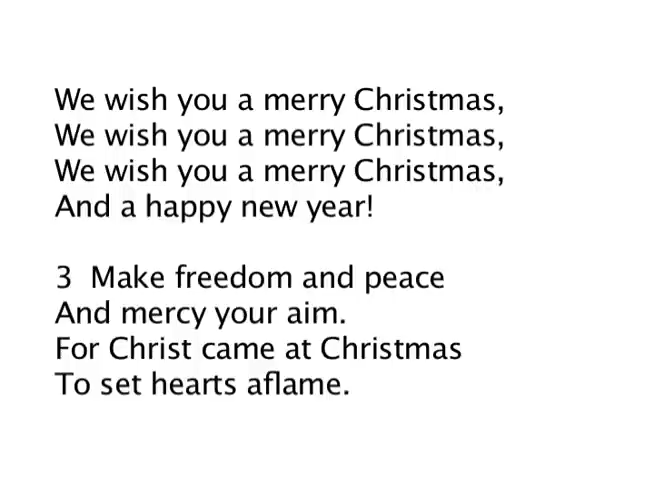 We wish you a merry Christmas,
We wish you a merry Christmas,
We wish you a merry Christmas,
And a happy new year!
3 Make freedom and peace
And mercy your aim.
For Christ came at Christmas
To set hearts aflame.